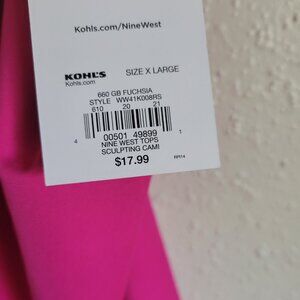 Kohls.com/NineWest
KOHL'S SIZE X LARGE
Kohls.com
660 GB FUCHSIA
STYLE WW41K008RS
610 20 21
4 00501 49899 1
NINE WEST TOPS
SCULPTING CAMI
$17.99